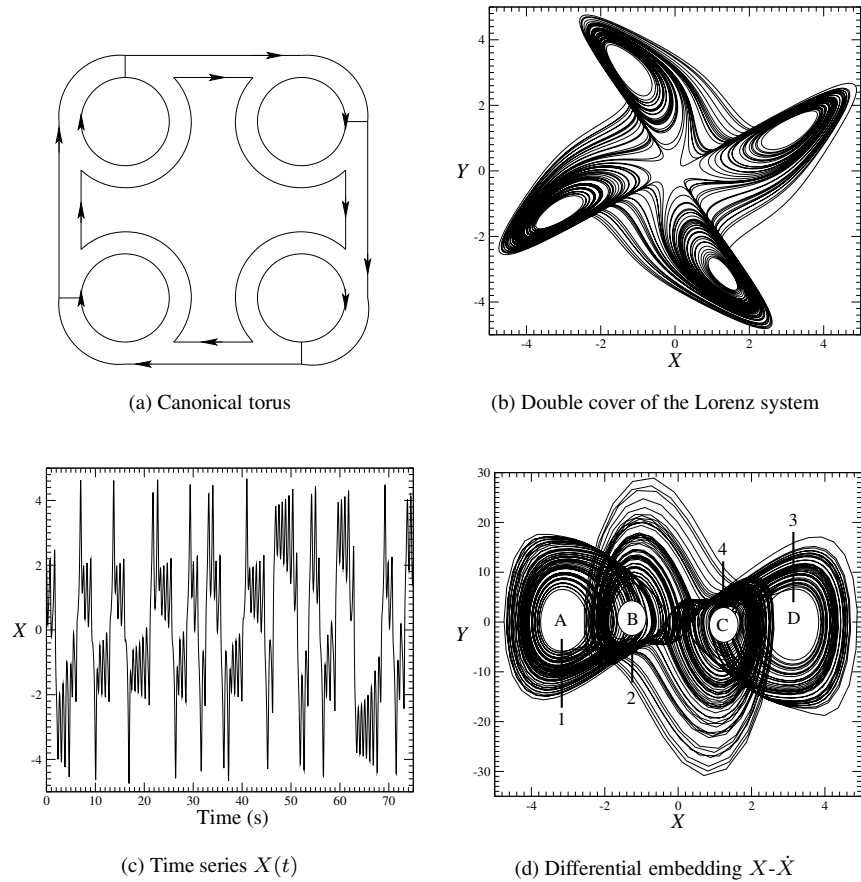 4
2
0
-2
-4
Y
-4
-2
0
2
4
X
(a) Canonical torus
(b) Double cover of the Lorenz system
4
2
0
-2
-4
X
0
10
20
30
40
50
60
70
Time (s)
30
20
10
0
-10
-20
-30
Y
3
4
A
B
C
D
1
2
-4
-2
0
2
4
X
(c) Time series X(t)
(d) Differential embedding X-Ẋ